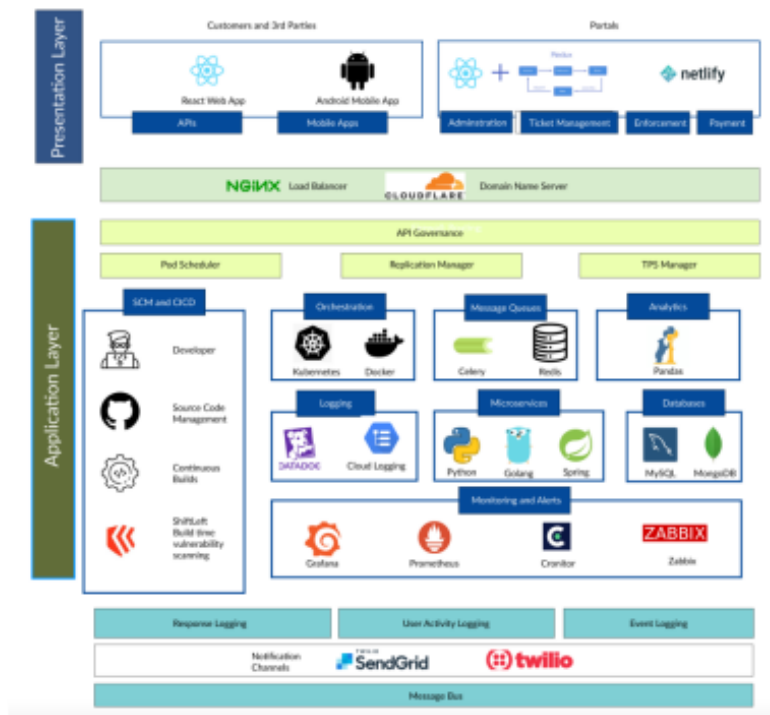 Presentation Layer
Customers and 3rd Parties
Portals
React Web App
Android Mobile App
APIs
Mobile Apps
Redux
netlify
Adminstration
Ticket Management
Enforcement
Payment
NGINX Load Balancer
CLOUDFLARE
Domain Name Server
Application Layer
API Governance
Pod Scheduler
Replication Manager
TPS Manager
SCM and CICD
Developer
Source Code
Management
Continuous
Builds
ShiftLeft
Build time
vulnerability
scanning
Orchestration
Kubernetes
Docker
Message Queues
Celery
Redis
Analytics
Pandas
Logging
DATADOG
Cloud Logging
Microservices
Python
Golang
Spring
Databases
MySQL
MongoDB
Monitoring and Alerts
Grafana
Prometheus
Cronitor
ZABBIX
Zabbix
Response Logging
User Activity Logging
Event Logging
Notification
Channels
TWILIO
SendGrid
twilio
Message Bus